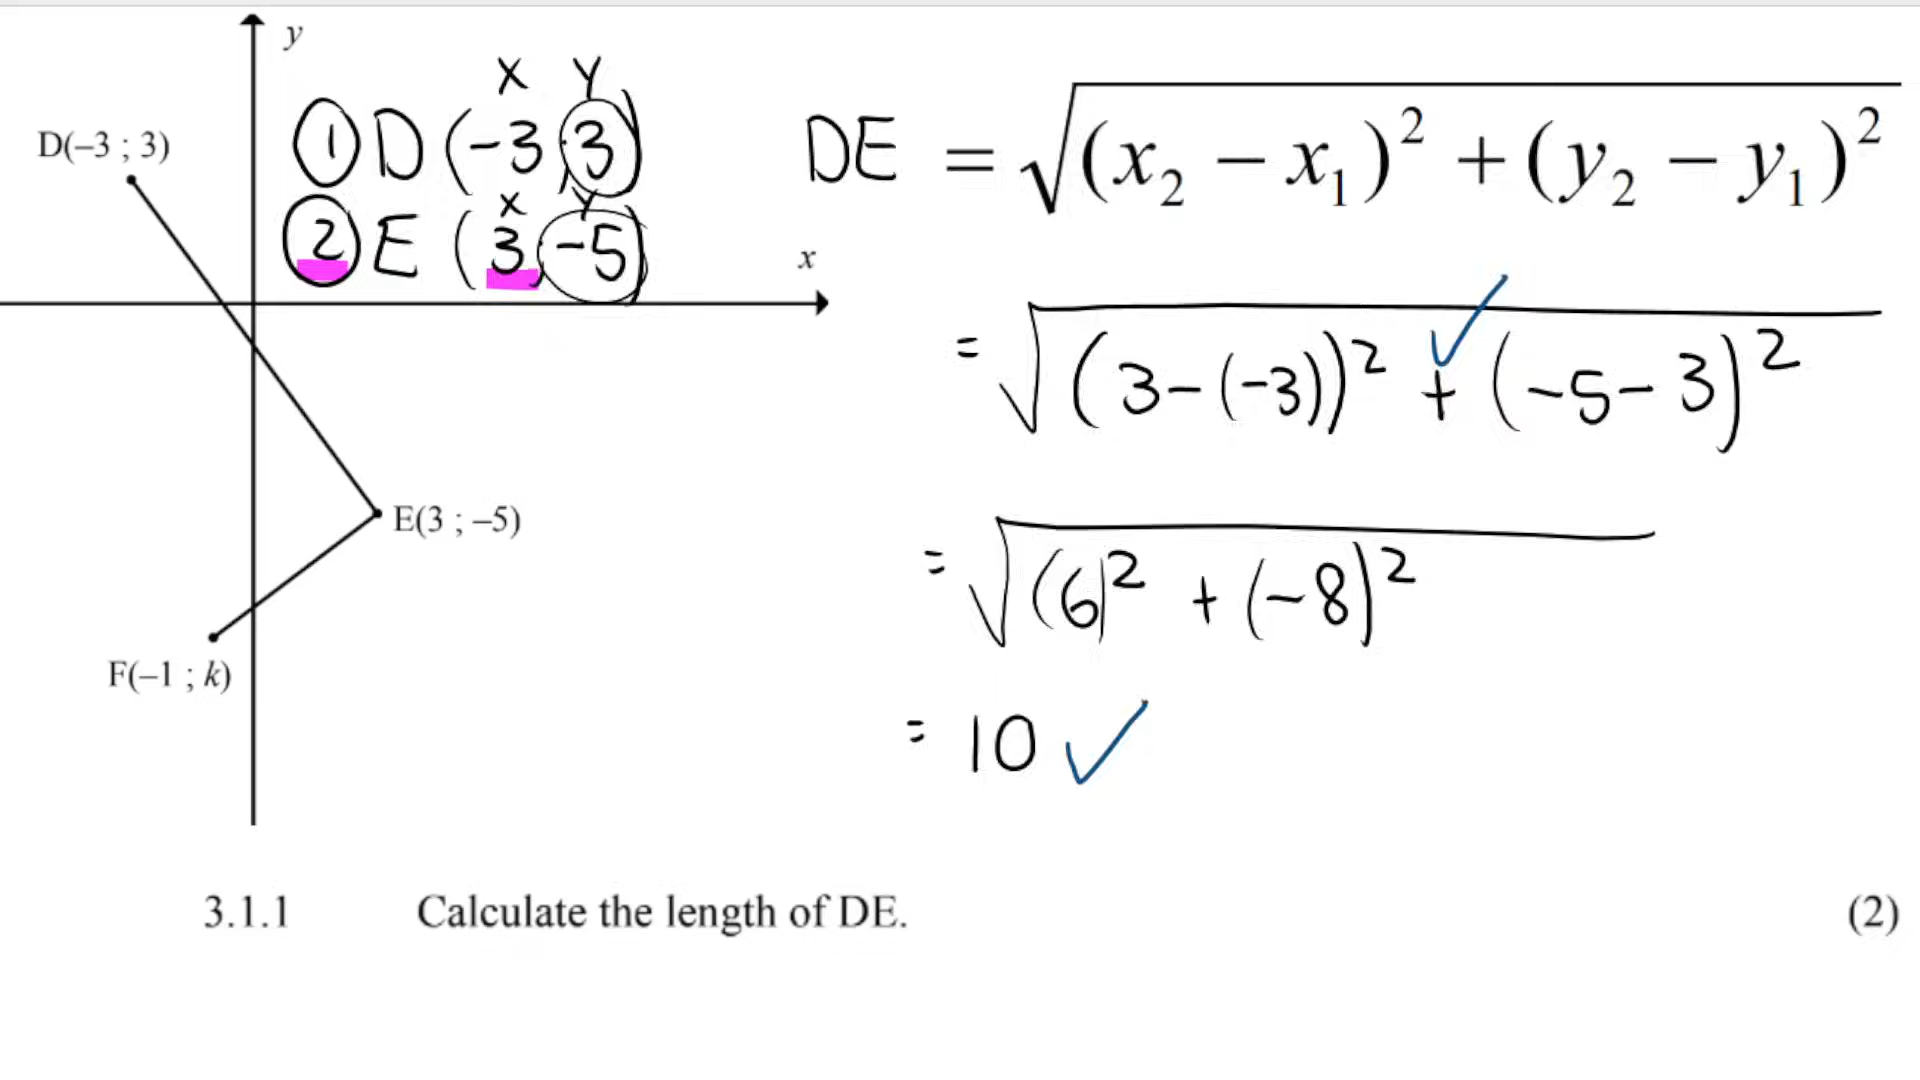 y
x y
① D (-3 ; 3)
D(–3 ; 3)
x y
② E (3 ; -5)
x
E(3 ; –5)
F(–1 ; k)
DE = √(x₂ − x₁)² + (y₂ − y₁)²
= √(3-(-3))² + (-5-3)²
= √(6)² + (-8)²
= 10
3.1.1 Calculate the length of DE. (2)